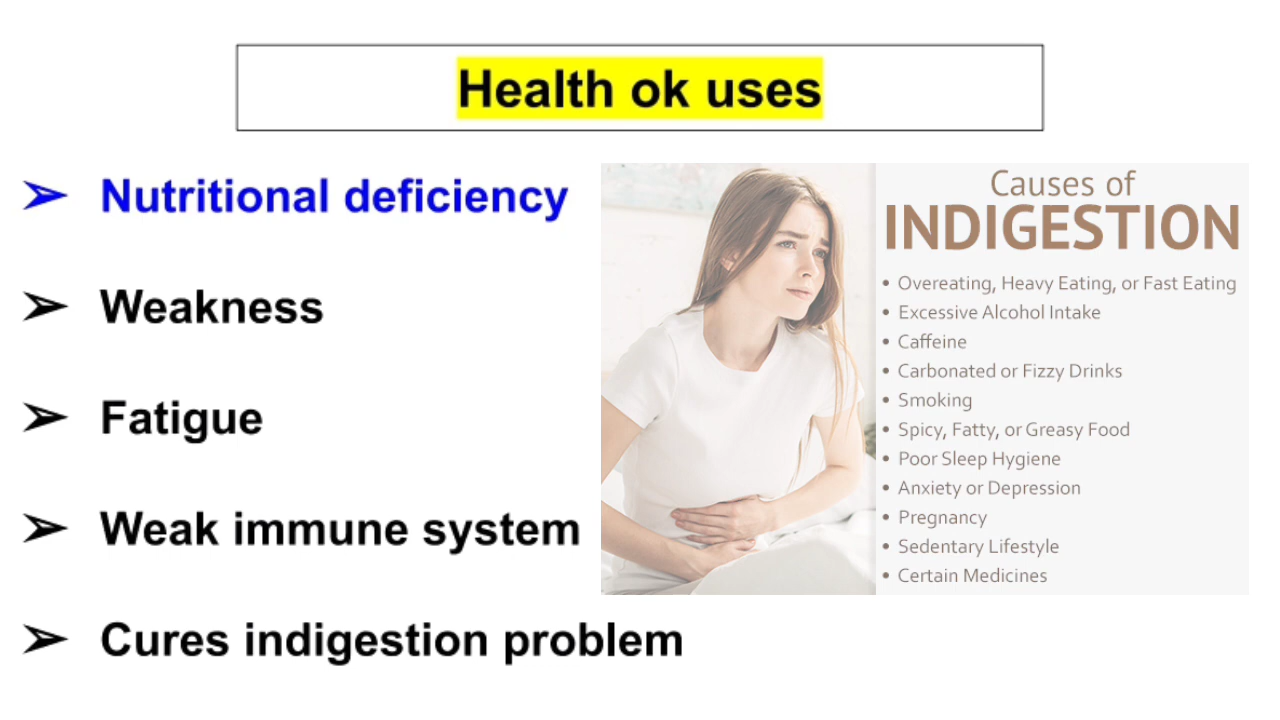 Health ok uses
➢ Nutritional deficiency
➢ Weakness
➢ Fatigue
➢ Weak immune system
➢ Cures indigestion problem
Causes of
INDIGESTION
• Overeating, Heavy Eating, or Fast Eating
• Excessive Alcohol Intake
• Caffeine
• Carbonated or Fizzy Drinks
• Smoking
• Spicy, Fatty, or Greasy Food
• Poor Sleep Hygiene
• Anxiety or Depression
• Pregnancy
• Sedentary Lifestyle
• Certain Medicines